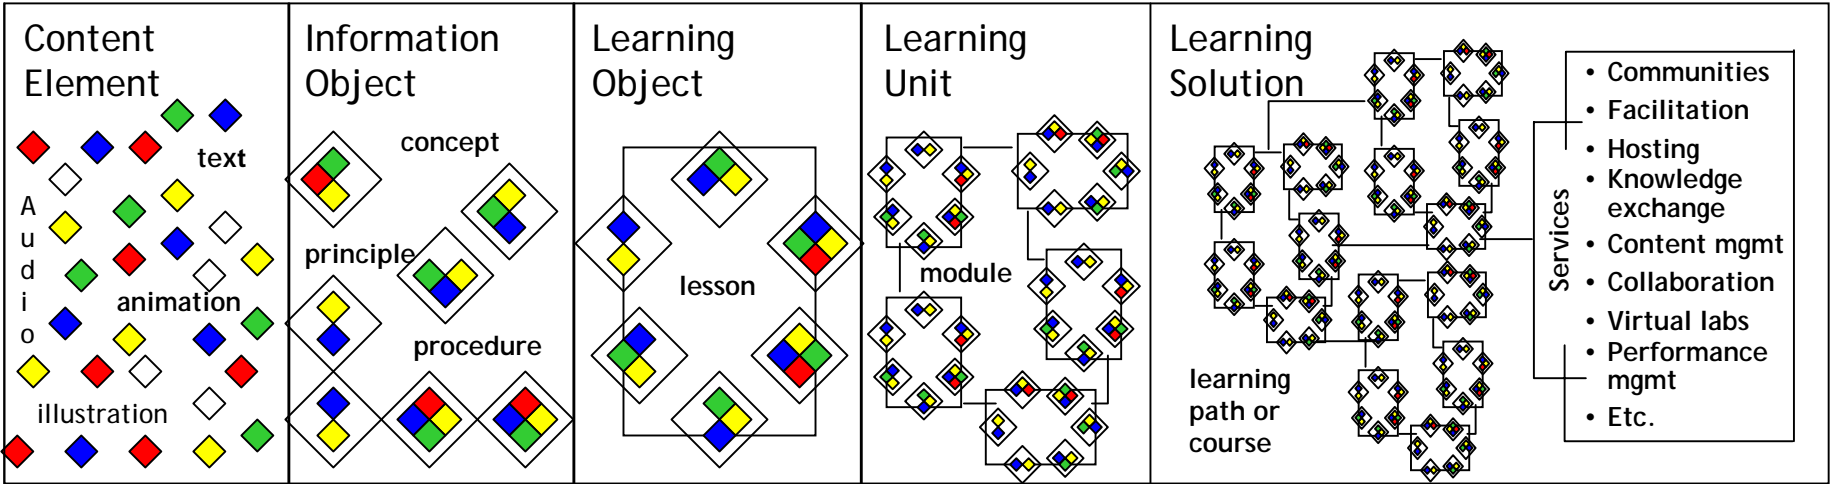 Content
Element
text
Audio
animation
illustration
Information
Object
concept
principle
procedure
Learning
Object
lesson
Learning
Unit
module
Learning
Solution
learning
path or
course
Services
• Communities
• Facilitation
• Hosting
• Knowledge
exchange
• Content mgmt
• Collaboration
• Virtual labs
• Performance
mgmt
• Etc.